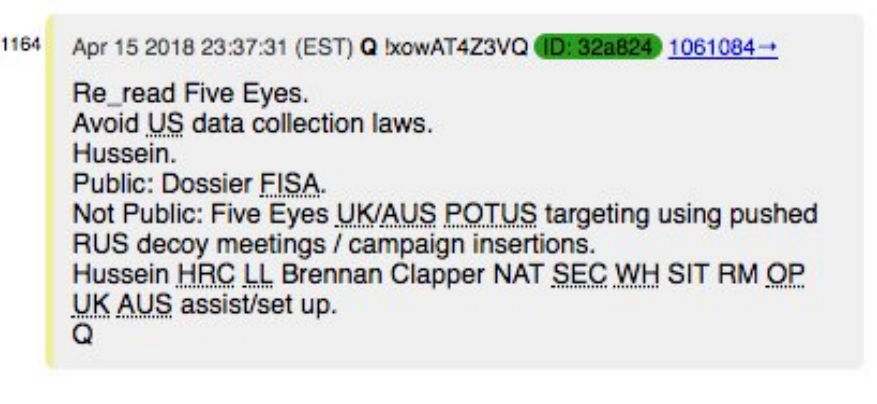 1164
Apr 15 2018 23:37:31 (EST) Q !xowAT4Z3VQ ID: 32a824 1061084→
Re_read Five Eyes.
Avoid US data collection laws.
Hussein.
Public: Dossier FISA.
Not Public: Five Eyes UK/AUS POTUS targeting using pushed
RUS decoy meetings / campaign insertions.
Hussein HRC LL Brennan Clapper NAT SEC WH SIT RM OP
UK AUS assist/set up.
Q